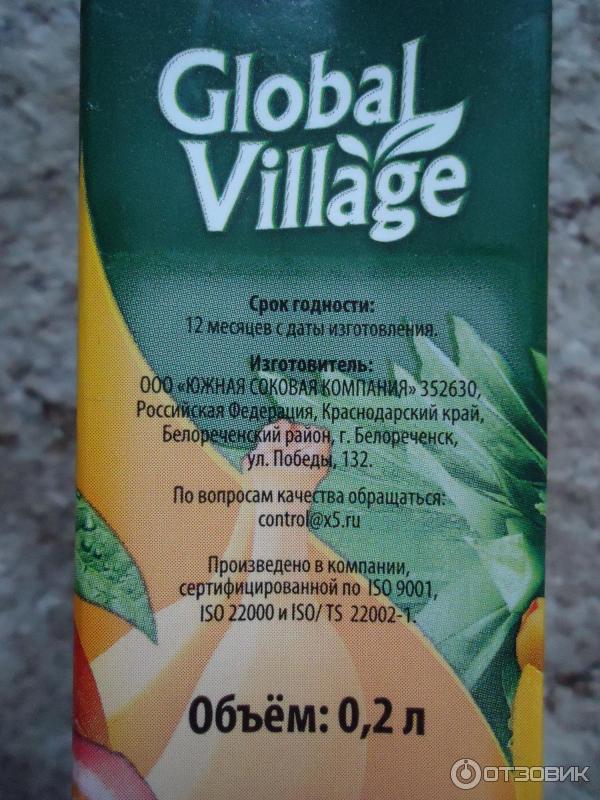 Global
Village
Срок годности:
12 месяцев с даты изготовления.
Изготовитель:
ООО «ЮЖНАЯ СОКОВАЯ КОМПАНИЯ» 352630,
Российская Федерация, Краснодарский край,
Белореченский район, г. Белореченск,
ул. Победы, 132.
По вопросам качества обращаться:
control@x5.ru
Произведено в компании,
сертифицированной по ISO 9001,
ISO 22000 и ISO/ TS 22002-1.
Объём: 0,2 л
ОТЗОВИК